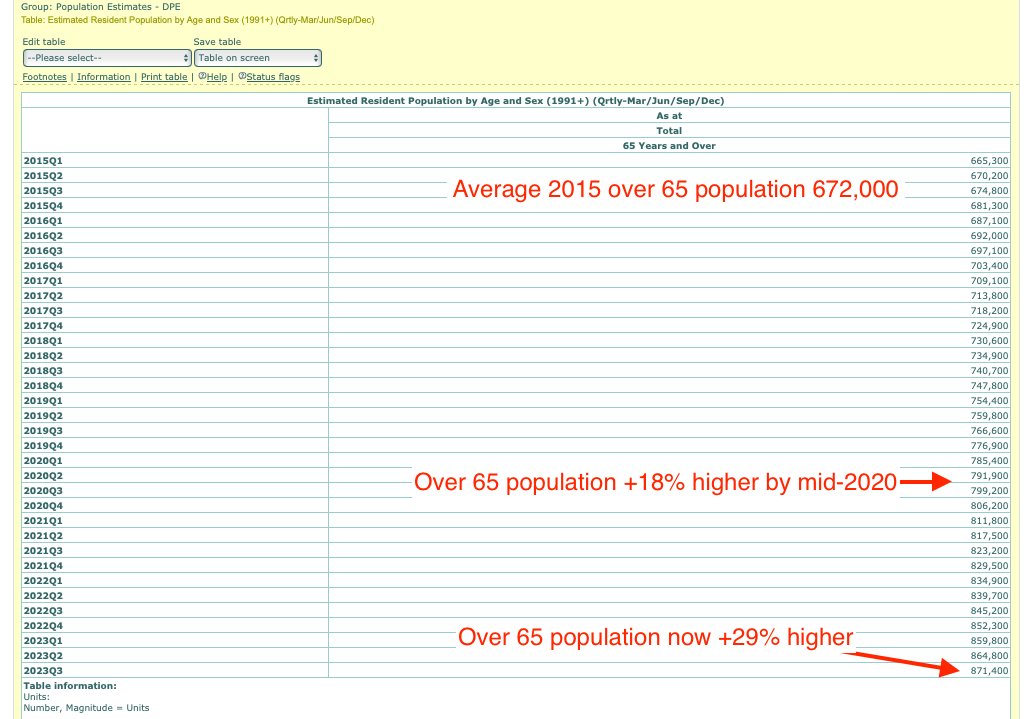 Group: Population Estimates - DPE
Table: Estimated Resident Population by Age and Sex (1991+) (Qrtly-Mar/Jun/Sep/Dec)
Edit table Save table
--Please select-- Table on screen
Footnotes | Information | Print table | Help | Status flags
Estimated Resident Population by Age and Sex (1991+) (Qrtly-Mar/Jun/Sep/Dec)
As at
Total
65 Years and Over
2015Q1 665,300
2015Q2 670,200
Average 2015 over 65 population 672,000
2015Q3 674,800
2015Q4 681,300
2016Q1 687,100
2016Q2 692,000
2016Q3 697,100
2016Q4 703,400
2017Q1 709,100
2017Q2 713,800
2017Q3 718,200
2017Q4 724,900
2018Q1 730,600
2018Q2 734,900
2018Q3 740,700
2018Q4 747,800
2019Q1 754,400
2019Q2 759,800
2019Q3 766,600
2019Q4 776,900
2020Q1 785,400
2020Q2 791,900
Over 65 population +18% higher by mid-2020
2020Q3 799,200
2020Q4 806,200
2021Q1 811,800
2021Q2 817,500
2021Q3 823,200
2021Q4 829,500
2022Q1 834,900
2022Q2 839,700
2022Q3 845,200
2022Q4 852,300
Over 65 population now +29% higher
2023Q1 859,800
2023Q2 864,800
2023Q3 871,400
Table information:
Units:
Number, Magnitude = Units